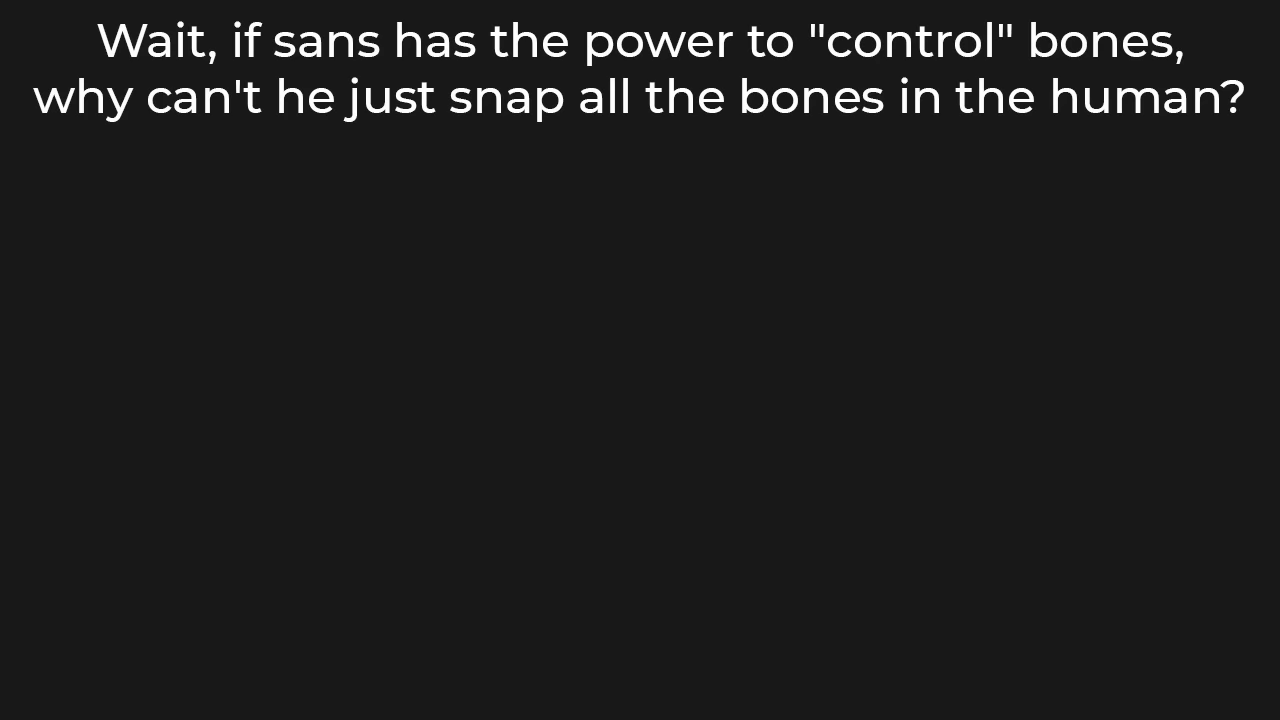 Wait, if sans has the power to "control" bones,
why can't he just snap all the bones in the human?